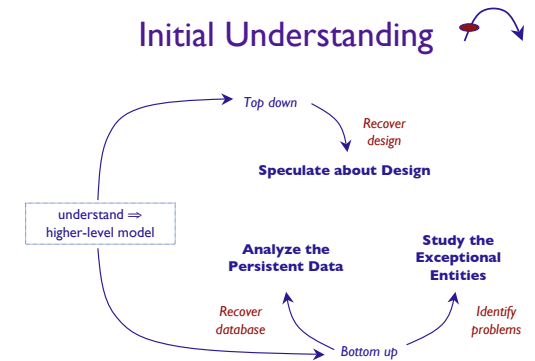 Initial Understanding
Top down
Recover
design
Speculate about Design
understand ⇒
higher-level model
Analyze the
Persistent Data
Study the
Exceptional
Entities
Recover
database
Identify
problems
Bottom up